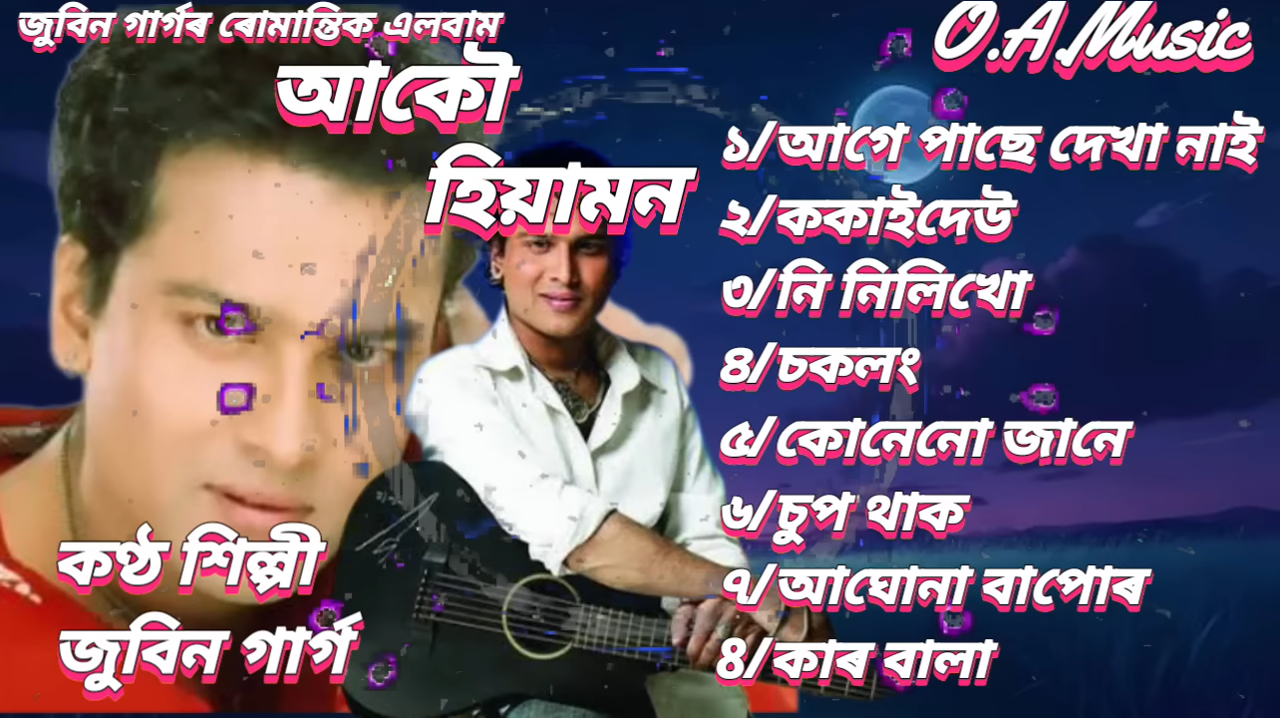 জুবিন গাৰ্গৰ ৰোমান্তিক এলবাম
আকৌ
হিয়ামন
O.A.Music
১/আগে পাছে দেখা নাই
২/ককাইদেউ
৩/নি নিলিখো
৪/চকলং
৫/কোনেনো জানে
৬/চুপ থাক
৭/আঘোনা বাপোৰ
৪/কাৰ বালা
কণ্ঠ শিল্পী
জুবিন গাৰ্গ